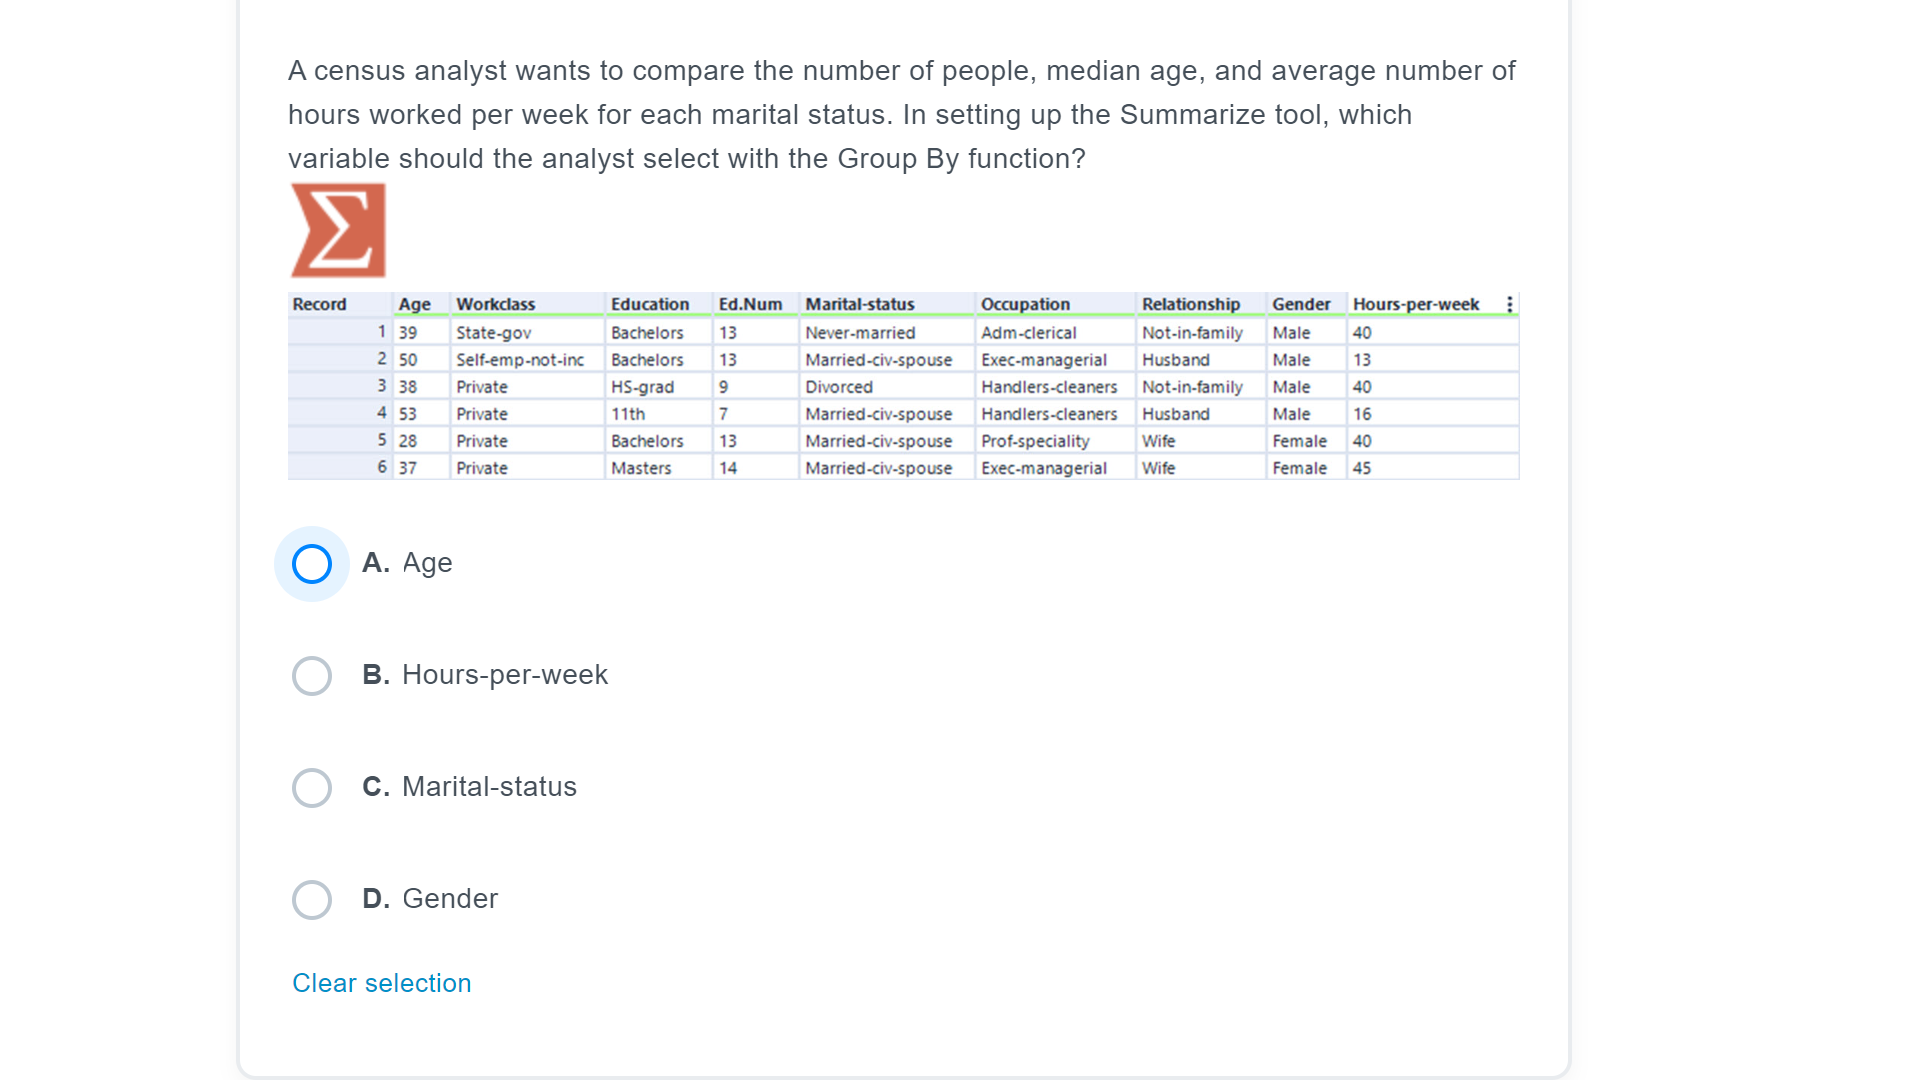 A census analyst wants to compare the number of people, median age, and average number of
hours worked per week for each marital status. In setting up the Summarize tool, which
variable should the analyst select with the Group By function?
Σ
Record Age Workclass Education Ed.Num Marital-status Occupation Relationship Gender Hours-per-week
1 39 State-gov Bachelors 13 Never-married Adm-clerical Not-in-family Male 40
2 50 Self-emp-not-inc Bachelors 13 Married-civ-spouse Exec-managerial Husband Male 13
3 38 Private HS-grad 9 Divorced Handlers-cleaners Not-in-family Male 40
4 53 Private 11th 7 Married-civ-spouse Handlers-cleaners Husband Male 16
5 28 Private Bachelors 13 Married-civ-spouse Prof-speciality Wife Female 40
6 37 Private Masters 14 Married-civ-spouse Exec-managerial Wife Female 45
A. Age
B. Hours-per-week
C. Marital-status
D. Gender
Clear selection